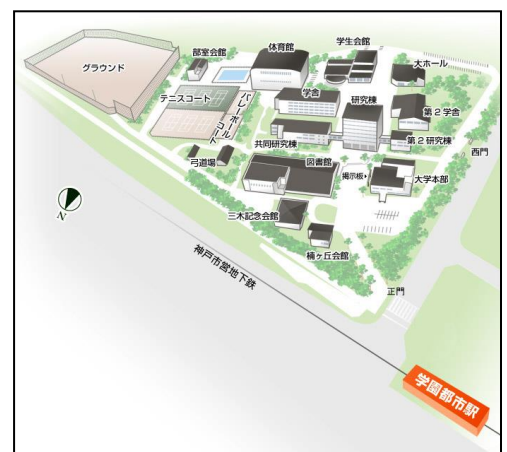 学生会館
部室会館
体育館
大ホール
グラウンド
学舎
テニスコート
バレーボール
コート
研究棟
第2学舎
共同研究棟
第2研究棟
西門
弓道場
図書館
掲示板
大学本部
三木記念会館
楠ヶ丘会館
N
神戸市営地下鉄
正門
学園都市駅